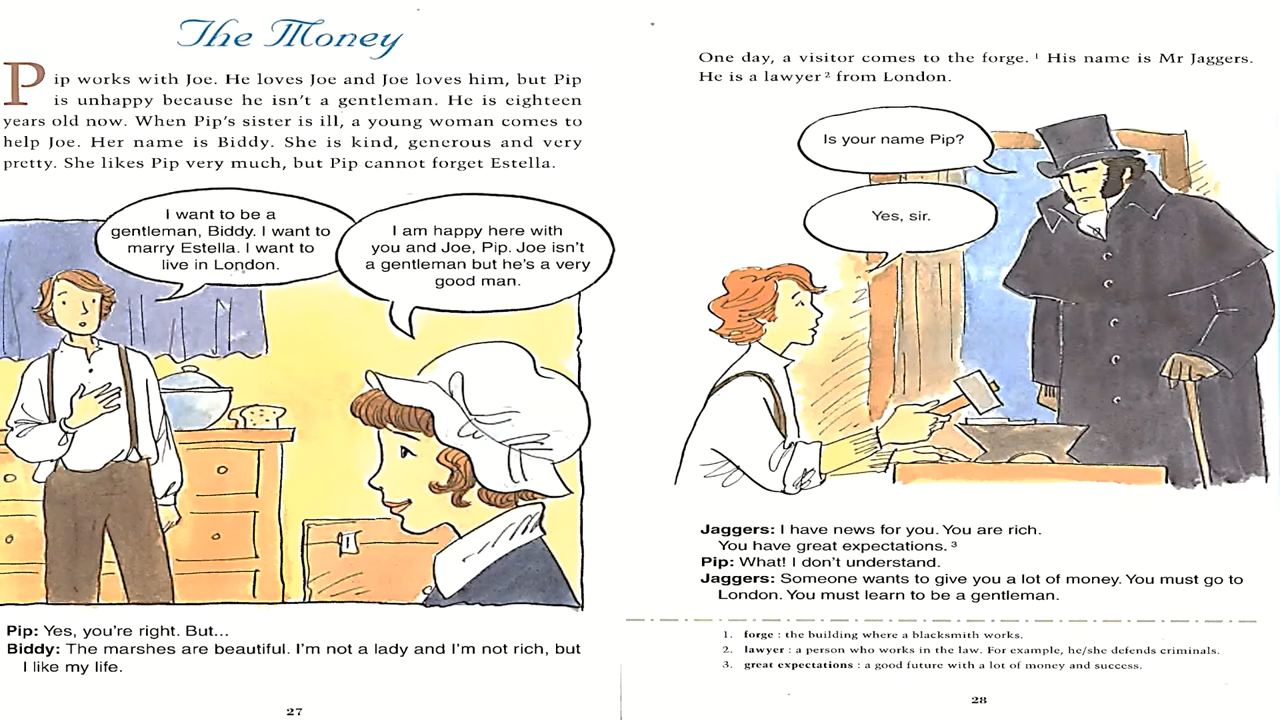 The Money
Pip works with Joe. He loves Joe and Joe loves him, but Pip
is unhappy because he isn't a gentleman. He is eighteen
years old now. When Pip's sister is ill, a young woman comes to
help Joe. Her name is Biddy. She is kind, generous and very
pretty. She likes Pip very much, but Pip cannot forget Estella.
I want to be a
gentleman, Biddy. I want to
marry Estella. I want to
live in London.
I am happy here with
you and Joe, Pip. Joe isn't
a gentleman but he's a very
good man.
Pip: Yes, you're right. But...
Biddy: The marshes are beautiful. I'm not a lady and I'm not rich, but
I like my life.
27
One day, a visitor comes to the forge. 1 His name is Mr Jaggers.
He is a lawyer 2 from London.
Is your name Pip?
Yes, sir.
Jaggers: I have news for you. You are rich.
You have great expectations. 3
Pip: What! I don't understand.
Jaggers: Someone wants to give you a lot of money. You must go to
London. You must learn to be a gentleman.
1. forge : the building where a blacksmith works.
2. lawyer : a person who works in the law. For example, he/she defends criminals.
3. great expectations : a good future with a lot of money and success.
28